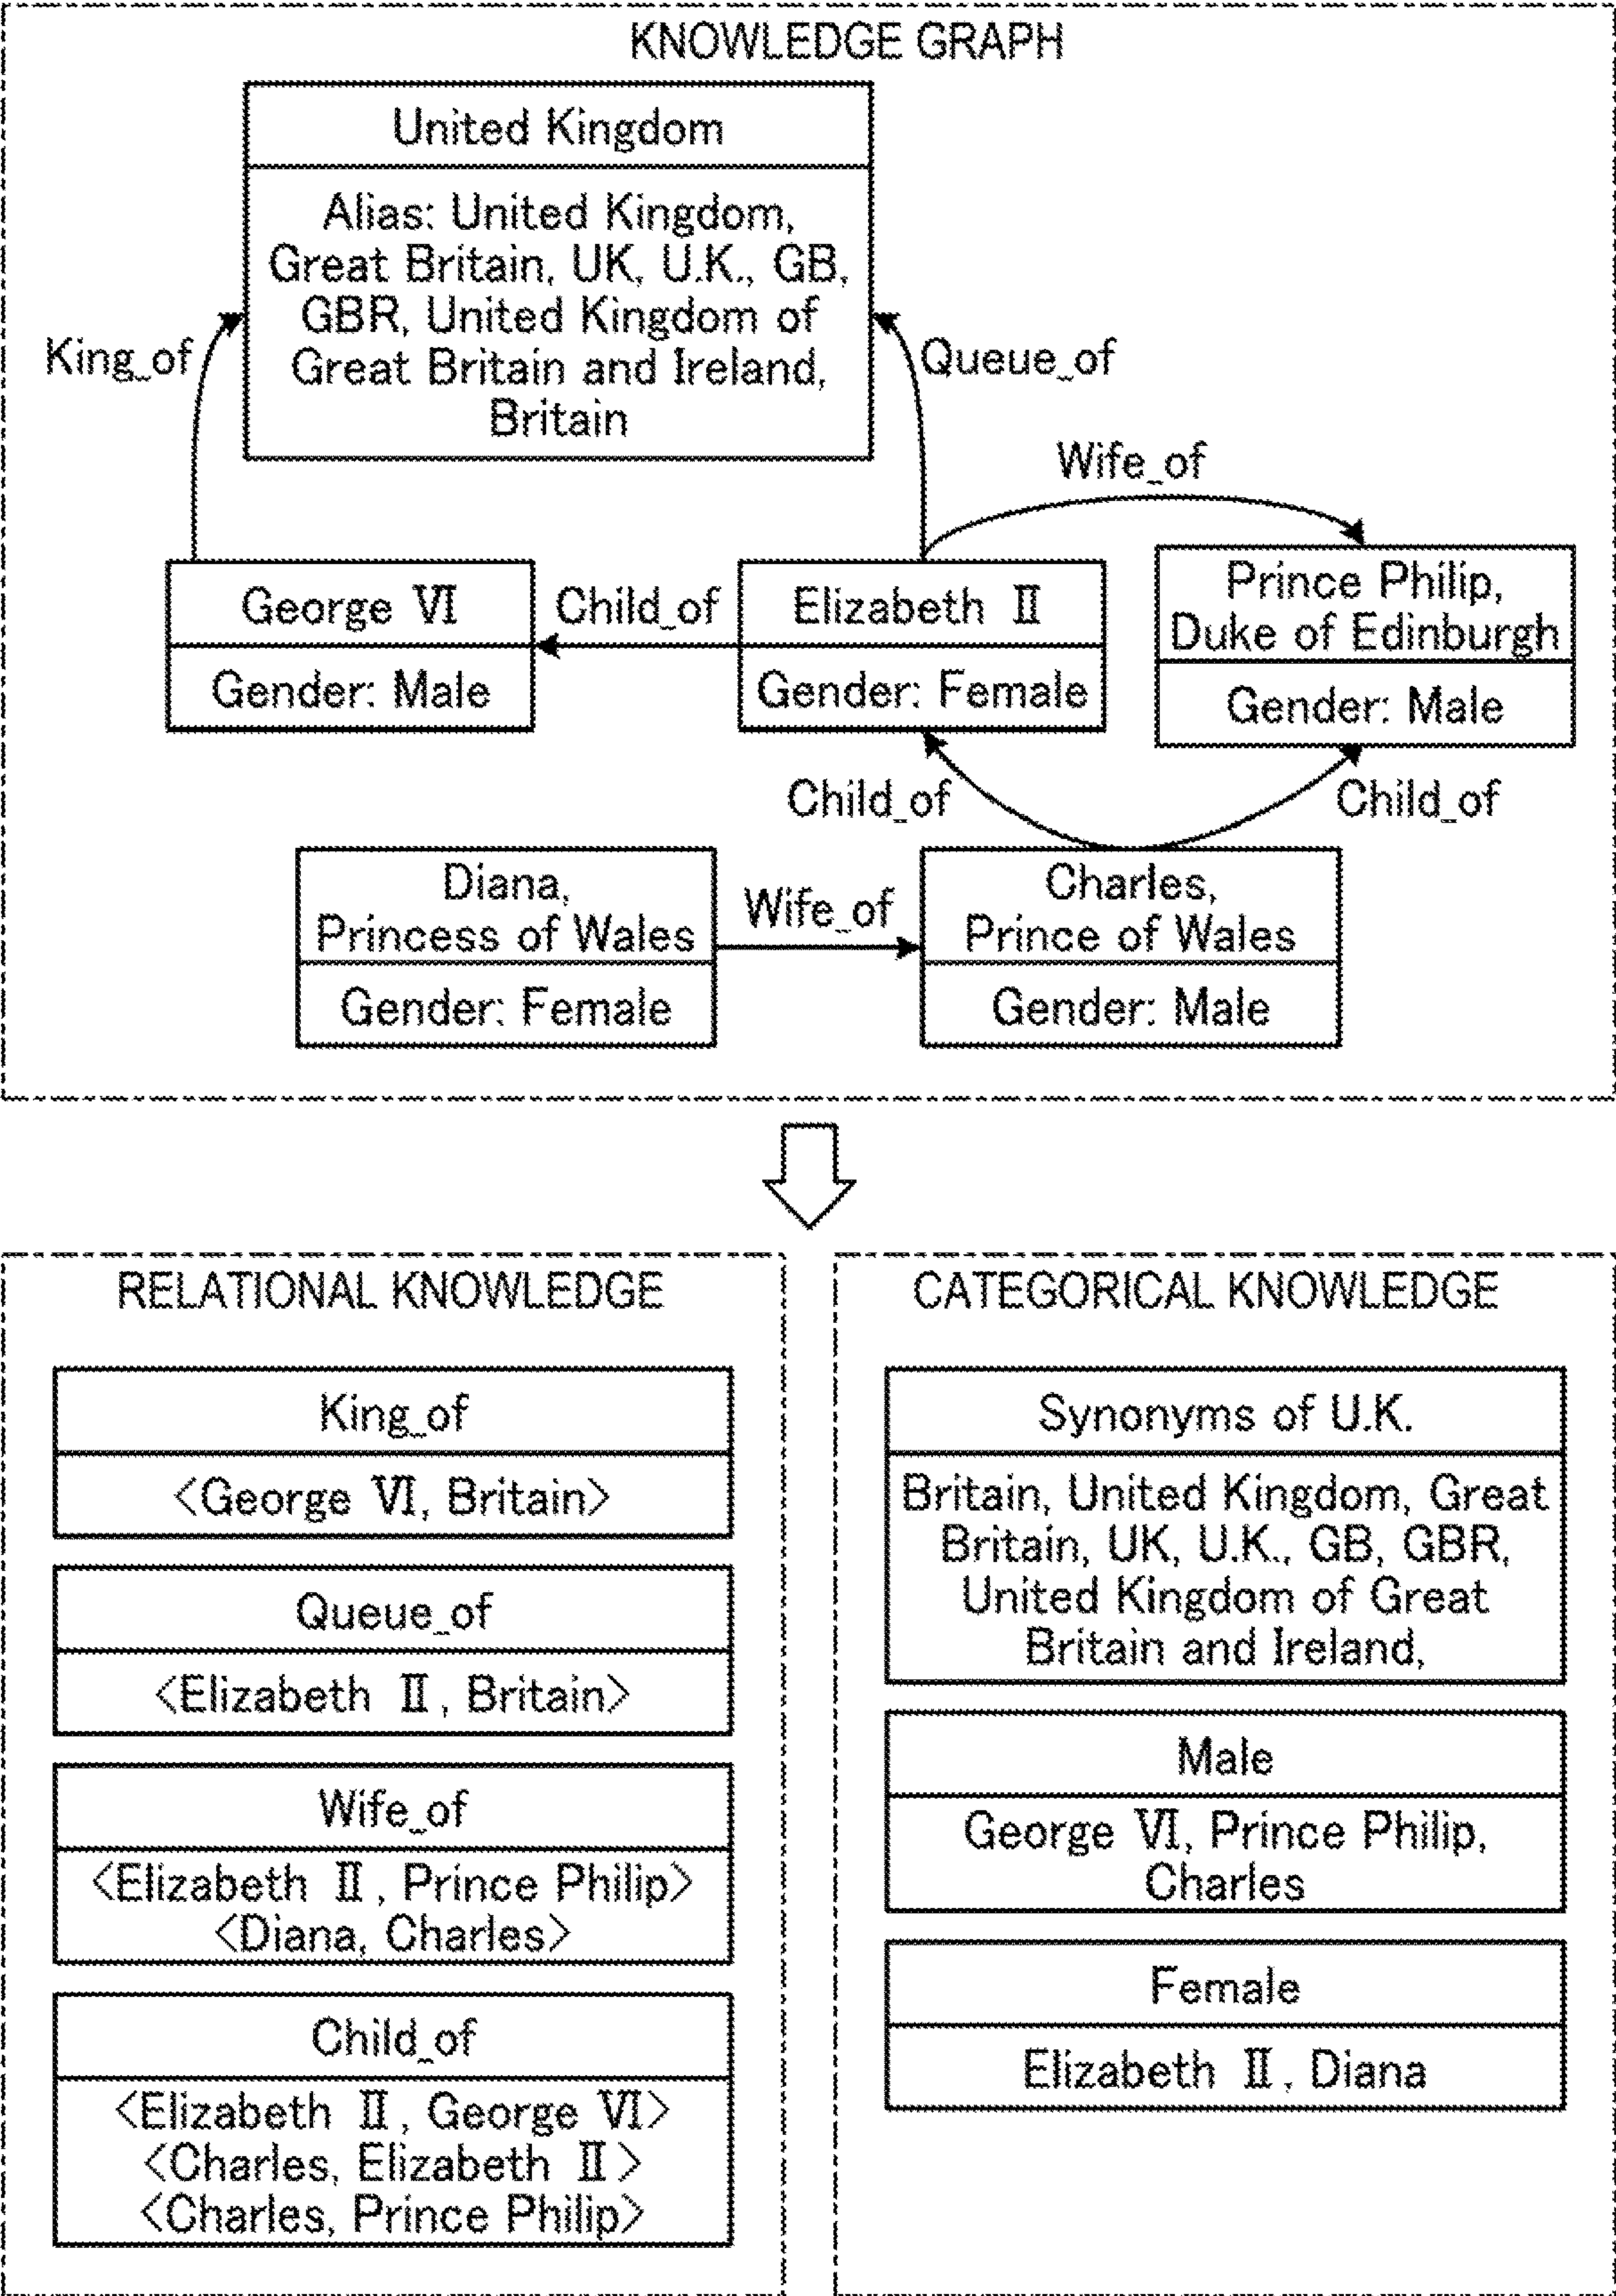 KNOWLEDGE GRAPH
United Kingdom
Alias: United Kingdom,
Great Britain, UK, U.K., GB,
GBR, United Kingdom of
Great Britain and Ireland,
Britain
King_of
Queue_of
Wife_of
George Ⅵ
Gender: Male
Child_of
Elizabeth Ⅱ
Gender: Female
Prince Philip,
Duke of Edinburgh
Gender: Male
Child_of
Child_of
Diana,
Princess of Wales
Gender: Female
Wife_of
Charles,
Prince of Wales
Gender: Male
RELATIONAL KNOWLEDGE
King_of
<George Ⅵ, Britain>
Queue_of
<Elizabeth Ⅱ, Britain>
Wife_of
<Elizabeth Ⅱ, Prince Philip>
<Diana, Charles>
Child_of
<Elizabeth Ⅱ, George Ⅵ>
<Charles, Elizabeth Ⅱ>
<Charles, Prince Philip>
CATEGORICAL KNOWLEDGE
Synonyms of U.K.
Britain, United Kingdom, Great
Britain, UK, U.K., GB, GBR,
United Kingdom of Great
Britain and Ireland,
Male
George Ⅵ, Prince Philip,
Charles
Female
Elizabeth Ⅱ, Diana